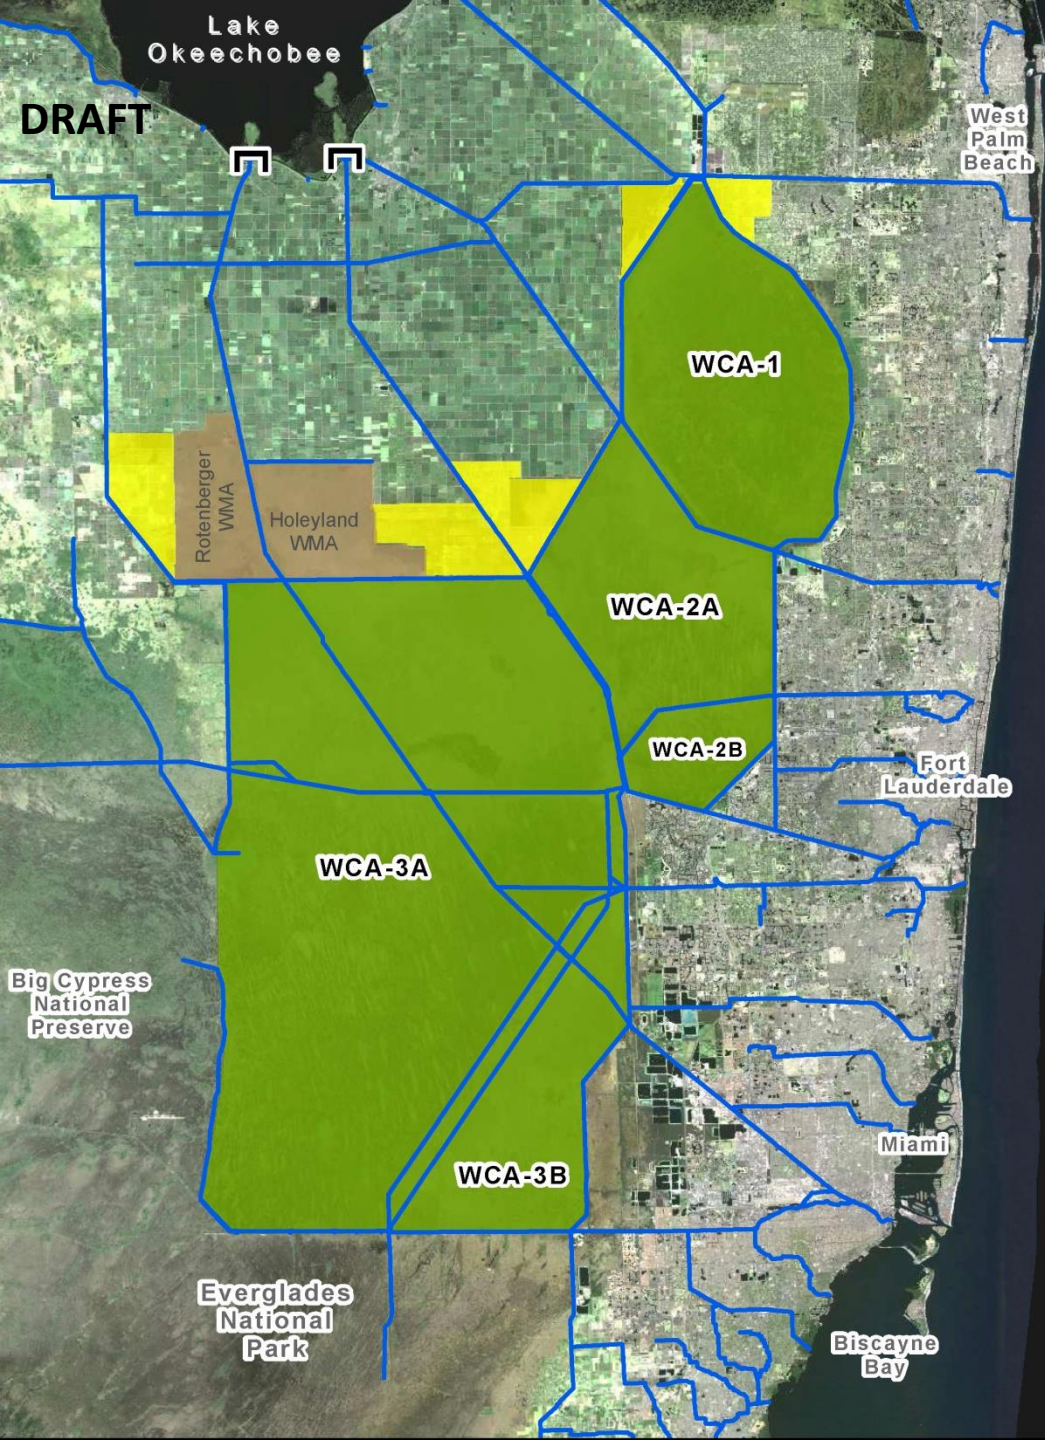 Lake
Okeechobee
DRAFT
West
Palm
Beach
WCA-1
Rotenberger
WMA
Holeyland
WMA
WCA-2A
WCA-2B
Fort
Lauderdale
WCA-3A
Big Cypress
National
Preserve
Miami
WCA-3B
Everglades
National
Park
Biscayne
Bay